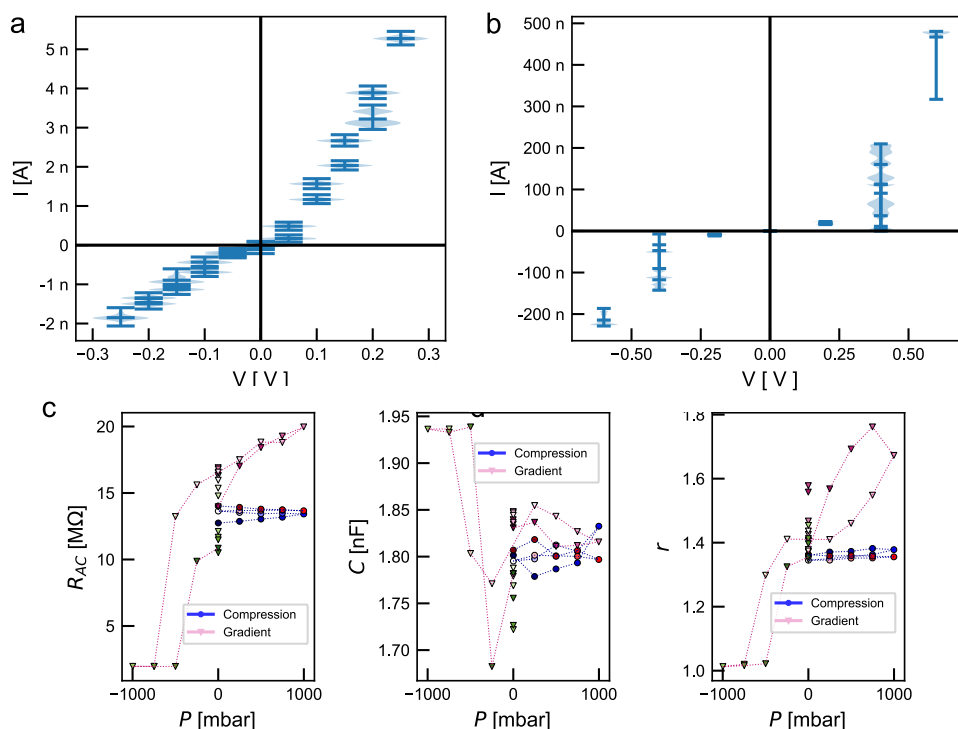 a
b
5 n
4 n
3 n
2 n
1 n
0
-1 n
-2 n
I [A]
−0.3
−0.2
−0.1
0.0
0.1
0.2
0.3
V [ V ]
500 n
400 n
300 n
200 n
100 n
0
-100 n
-200 n
I [A]
−0.50
−0.25
0.00
0.25
0.50
V [ V ]
c
20
15
10
5
R_AC [MΩ]
Compression
Gradient
−1000
0
1000
P [mbar]
1.95
1.90
1.85
1.80
1.75
1.70
C [nF]
Compression
Gradient
−1000
0
1000
P [mbar]
1.8
1.6
1.4
1.2
1.0
r
Compression
Gradient
−1000
0
1000
P [mbar]